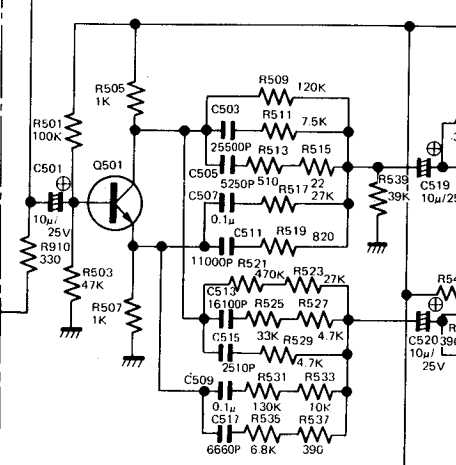 R509
120K
R505
1K
C503
R511
7.5K
R501
100K
25500P
R513
R515
C501
Q501
C505
5250P
510
22
C507
R517
27K
R539
39K
C519
10μ/25
10μ/
25V
0.1μ
C511
R519
820
R910
330
11000P
R521
470K
R523
27K
R503
47K
C513
16100P
R525
R527
R507
1K
33K
4.7K
C515
R529
4.7K
2510P
C520
10μ/
25V
390
C509
R531
R533
0.1μ
130K
10K
C517
R535
R537
6660P
6.8K
390